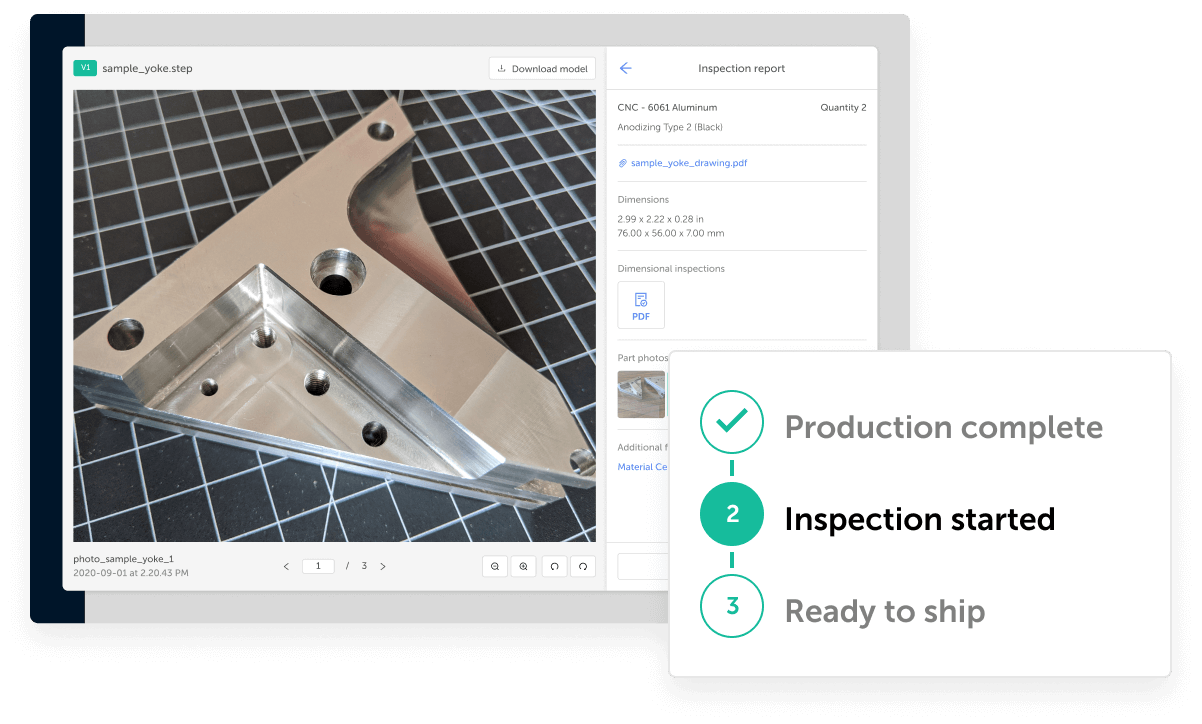 V1 sample_yoke.step
Download model
Inspection report
CNC - 6061 Aluminum
Quantity 2
Anodizing Type 2 (Black)
sample_yoke_drawing.pdf
Dimensions
2.99 x 2.22 x 0.28 in
76.00 x 56.00 x 7.00 mm
Dimensional inspections
PDF
Part photos
Additional f
Material Ce
photo_sample_yoke_1
2020-09-01 at 2.20.43 PM
< 1 / 3 >
Production complete
2 Inspection started
3 Ready to ship